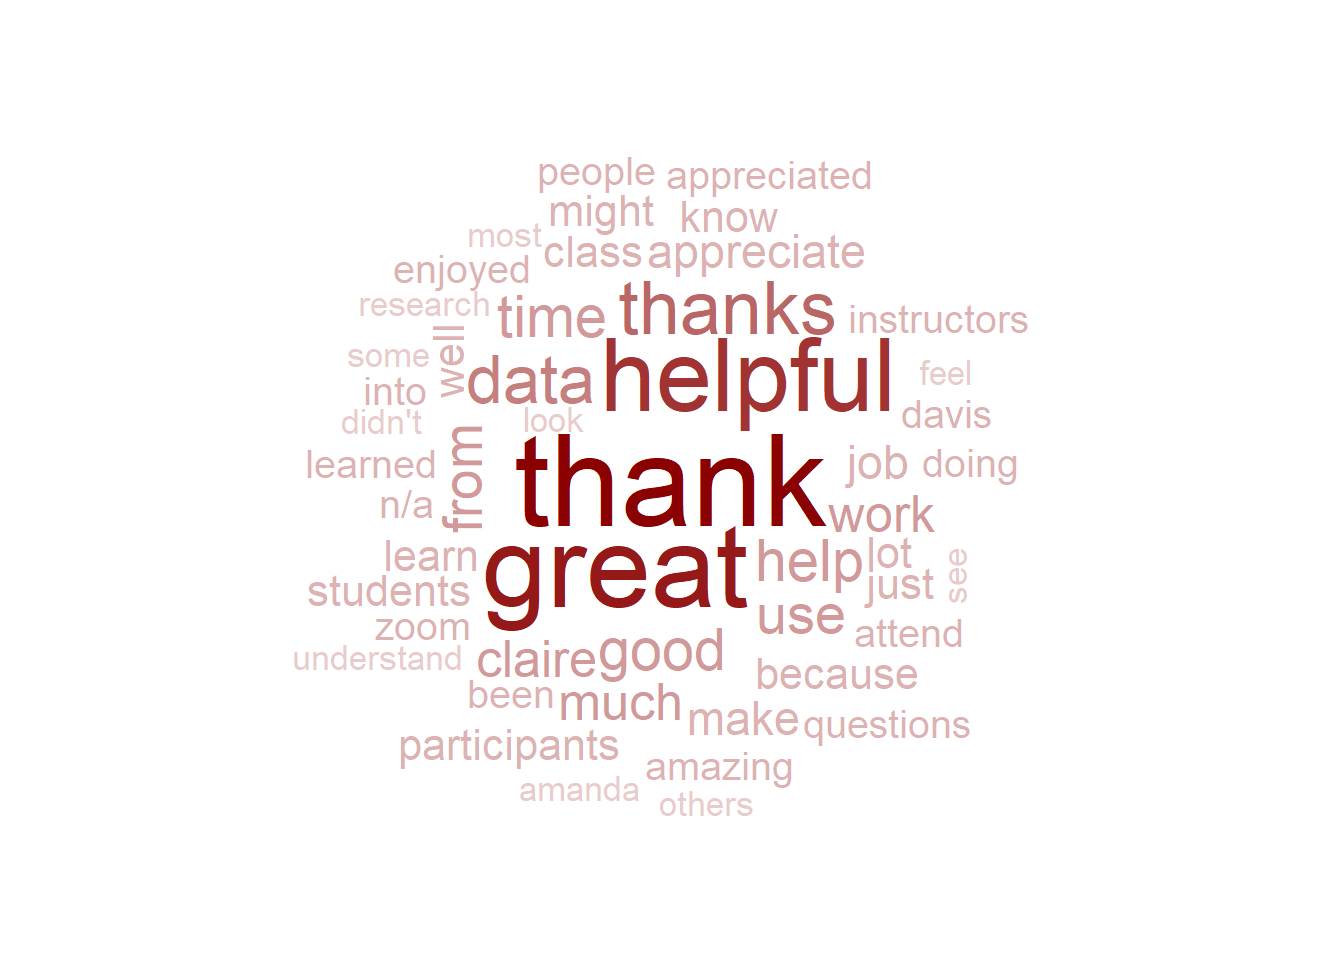 people appreciated
might know
most class appreciate
enjoyed
research time thanks instructors
well
some data helpful feel
into
didn't look davis
from
learned thank job doing
n/a work
learn great help lot
see
students use just
zoom attend
understand claire good because
been much make questions
participants amazing
amanda others